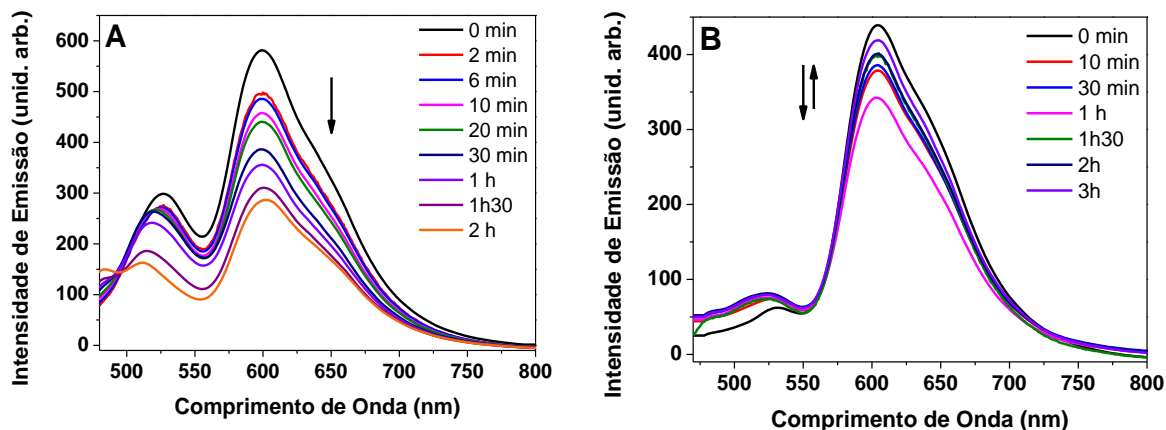 A
600
500
400
300
200
100
0
500 550 600 650 700 750 800
Comprimento de Onda (nm)
Intensidade de Emissão (unid. arb.)
0 min
2 min
6 min
10 min
20 min
30 min
1 h
1h30
2 h
B
400
300
200
100
0
500 550 600 650 700 750 800
Comprimento de Onda (nm)
Intensidade de Emissão (unid. arb.)
0 min
10 min
30 min
1 h
1h30
2h
3h